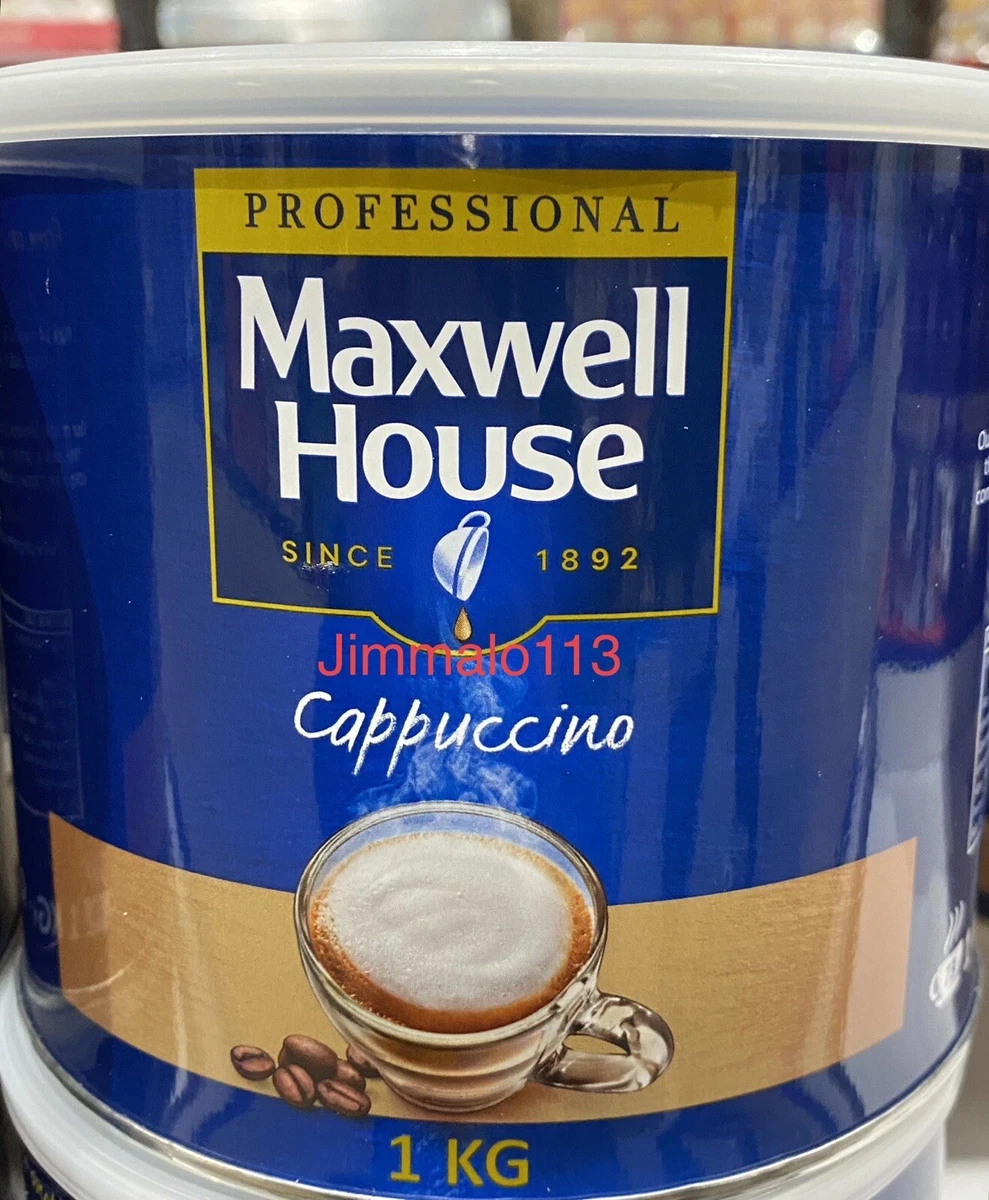 PROFESSIONAL
Maxwell
House
SINCE 1892
Jimmalo113
Cappuccino
1 KG